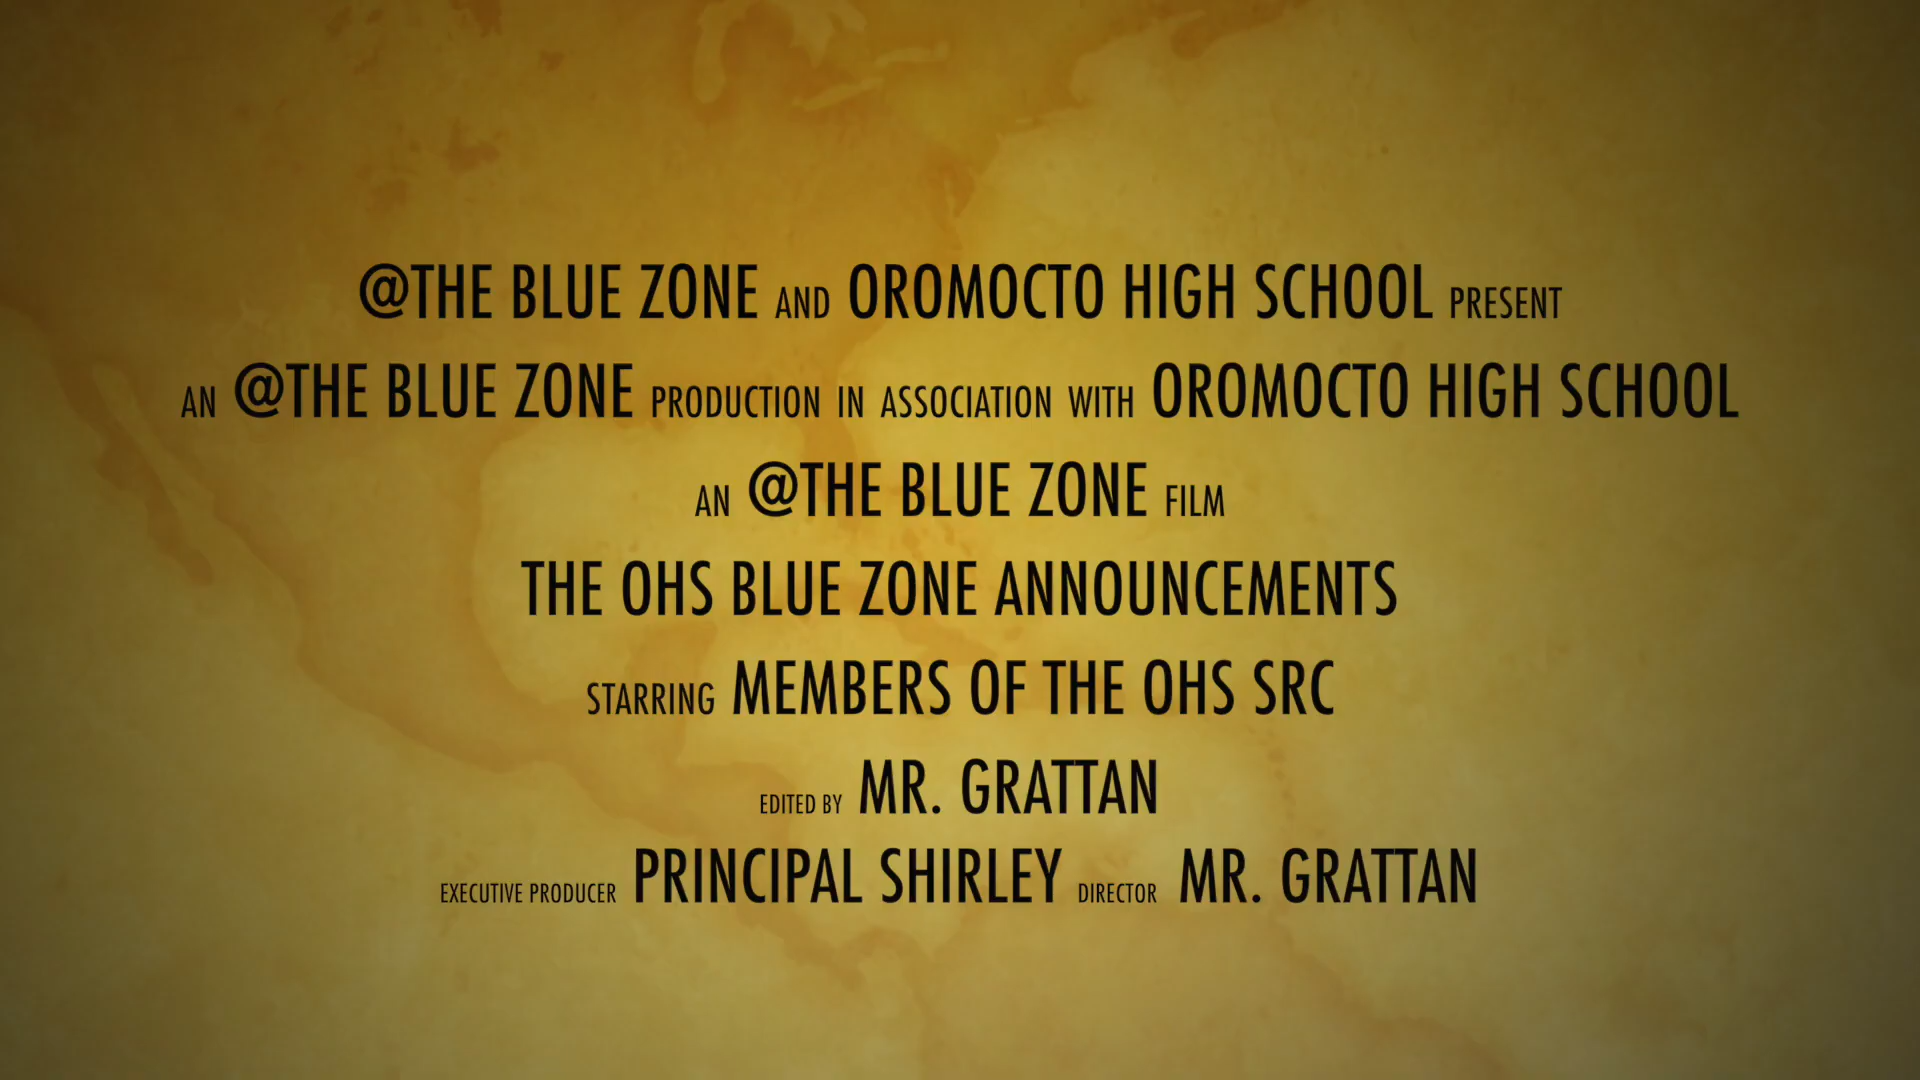 @THE BLUE ZONE AND OROMOCTO HIGH SCHOOL PRESENT
AN @THE BLUE ZONE PRODUCTION IN ASSOCIATION WITH OROMOCTO HIGH SCHOOL
AN @THE BLUE ZONE FILM
THE OHS BLUE ZONE ANNOUNCEMENTS
STARRING MEMBERS OF THE OHS SRC
EDITED BY MR. GRATTAN
EXECUTIVE PRODUCER PRINCIPAL SHIRLEY DIRECTOR MR. GRATTAN